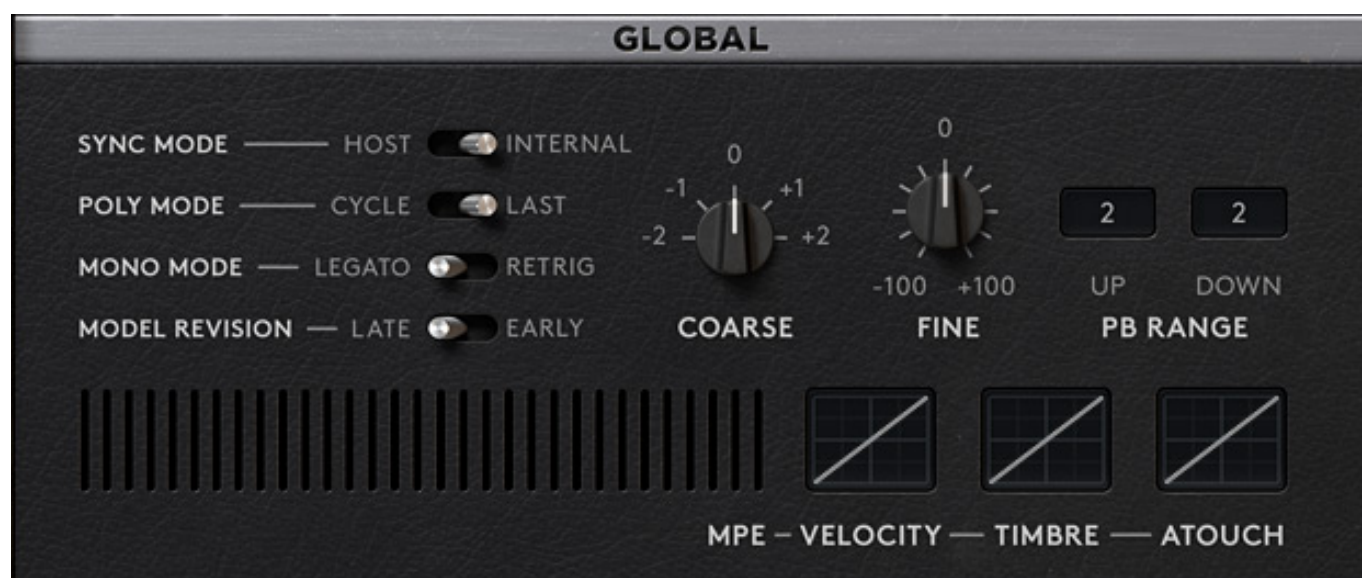 GLOBAL
SYNC MODE HOST INTERNAL
POLY MODE CYCLE LAST
MONO MODE LEGATO RETRIG
MODEL REVISION LATE EARLY
0
-1 +1
-2 +2
COARSE
0
-100 +100
FINE
2 2
UP DOWN
PB RANGE
MPE – VELOCITY — TIMBRE — ATOUCH